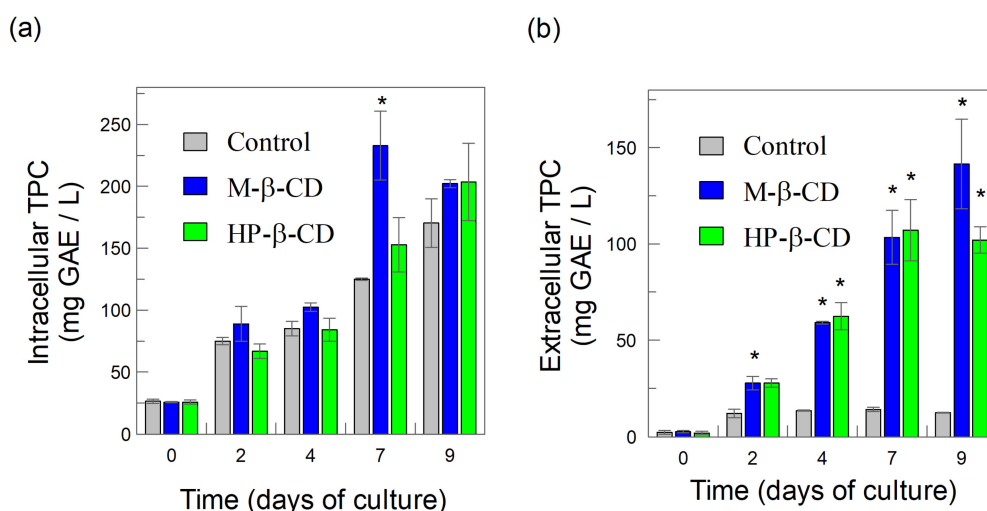 (a)
Intracellular TPC
(mg GAE / L)
250
200
150
100
50
0
Control
M-β-CD
HP-β-CD
*
0 2 4 7 9
Time (days of culture)
(b)
Extracellular TPC
(mg GAE / L)
150
100
50
0
Control
M-β-CD
HP-β-CD
*
* *
* *
* *
0 2 4 7 9
Time (days of culture)